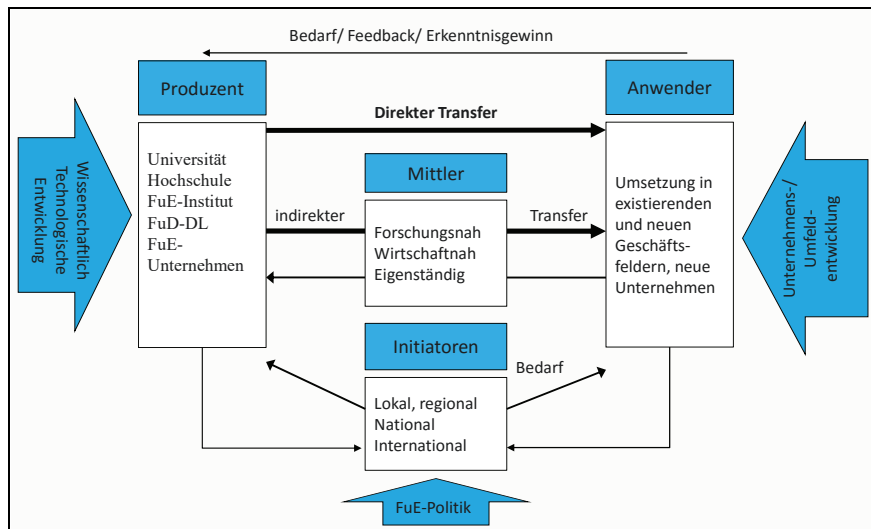 Bedarf/ Feedback/ Erkenntnisgewinn
Produzent
Anwender
Direkter Transfer
Wissenschaftlich
Technologische
Entwicklung
Universität
Hochschule
FuE-Institut
FuD-DL
FuE-
Unternehmen
indirekter
Mittler
Forschungsnah
Wirtschaftnah
Eigenständig
Transfer
Umsetzung in
existierenden
und neuen
Geschäfts-
feldern, neue
Unternehmen
Unternehmens-/
Umfeld-
entwicklung
Initiatoren
Bedarf
Lokal, regional
National
International
FuE-Politik